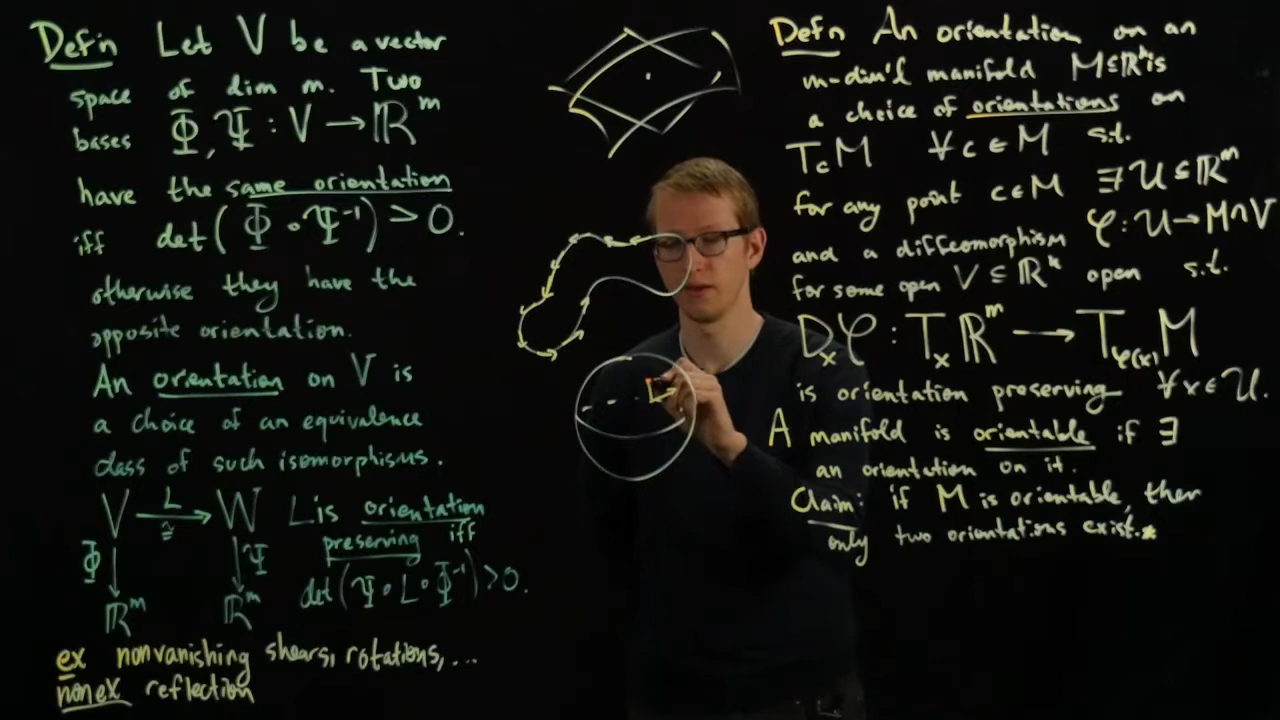 Def'n Let V be a vector
space of dim m. Two
bases Φ, Ψ : V → ℝ^m
have the same orientation
iff det(Φ ∘ Ψ⁻¹) > 0.
otherwise they have the
opposite orientation.
An orientation on V is
a choice of an equivalence
class of such isomorphisms.
V L ≅ → W L is orientation
preserving iff
Φ ↓ ↓ Ψ
det(Ψ ∘ L ∘ Φ⁻¹) > 0.
ℝ^m ℝ^m
ex nonvanishing shears, rotations, ...
nonex reflection
Defn An orientation on an
m-dim'l manifold M ⊆ ℝ^k is
a choice of orientations on
T_c M ∀ c ∈ M s.t.
for any point c ∈ M ∃ U ⊆ ℝ^m
and a diffeomorphism φ : U → M ∩ V
for some open V ⊆ ℝ^k open s.t.
D_x φ : T_x ℝ^m → T_φ(x) M
is orientation preserving ∀ x ∈ U.
A manifold is orientable if ∃
an orientation on it.
Claim: if M is orientable, then
only two orientations exist.*